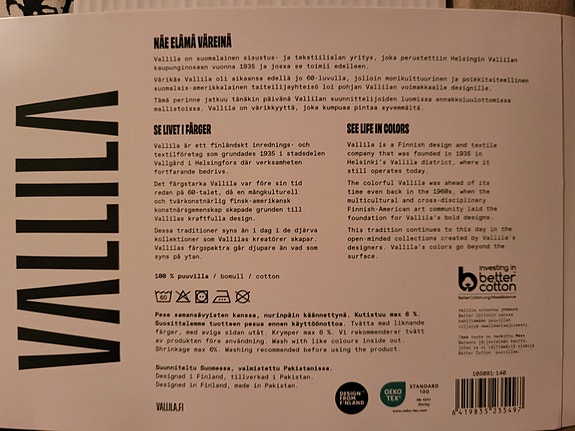 VALLILA
NÄE ELÄMÄ VÄREINÄ
Vallila on suomalainen sisustus- ja tekstiilialan yritys, joka perustettiin Helsingin Vallilan
kaupunginosaan vuonna 1935 ja jossa se toimii edelleen.
Värikäs Vallila oli aikaansa edellä jo 60-luvulla, jolloin monikulttuurinen ja poikkitaiteellinen
suomalais-amerikkalainen taiteilijayhteisö loi pohjan Vallilan voimakkaalle designille.
Tämä perinne jatkuu tänäkin päivänä Vallilan suunnittelijoiden luomissa ennakkoluulottomissa
mallistoissa. Vallila on värikkyyttä, joka kumpuaa pintaa syvemmältä.
SE LIVET I FÄRGER
Vallila är ett finländskt inrednings- och
textilföretag som grundades 1935 i stadsdelen
Vallgård i Helsingfors där verksamheten
fortfarande bedrivs.
Det färgstarka Vallila var före sin tid
redan på 60-talet, då en mångkulturell
och tvärkonstnärlig finsk-amerikansk
konstnärsgemenskap skapade grunden till
Vallilas kraftfulla design.
Dessa traditioner syns än i dag i de djärva
kollektioner som Vallilas kreatörer skapar.
Vallilas färgspektra går djupare än vad som
syns på ytan.
SEE LIFE IN COLORS
Vallila is a Finnish design and textile
company that was founded in 1935 in
Helsinki's Vallila district, where it
still operates today.
The colorful Vallila was ahead of its
time even back in the 1960s, when the
multicultural and cross-disciplinary
Finnish-American art community laid the
foundation for Vallila's bold designs.
This tradition continues to this day in the
open-minded collections created by Vallila's
designers. Vallila's colors go beyond the
surface.
100 % puuvilla / bomull / cotton
60
Pese samansävyisten kanssa, nurinpäin käännettynä. Kutistuu max 6 %.
Suosittelemme tuotteen pesua ennen käyttöönottoa. Tvätta med liknande
färger, med aviga sidan utåt. Krymper max 6 %. Vi rekommenderar tvätt
av produkten före användning. Wash with like colours inside out.
Shrinkage max 6%. Washing recommended before using the product.
Suunniteltu Suomessa, valmistettu Pakistanissa.
Designad i Finland, tillverkad i Pakistan.
Designed in Finland, made in Pakistan.
VALLILA.FI
investing in
better
cotton
BetterCotton.org/MassBalance
DESIGN
FROM
FINLAND
OEKO
TEX®
STANDARD
100
www.oeko-tex.com
105091-140
6 419835 235497